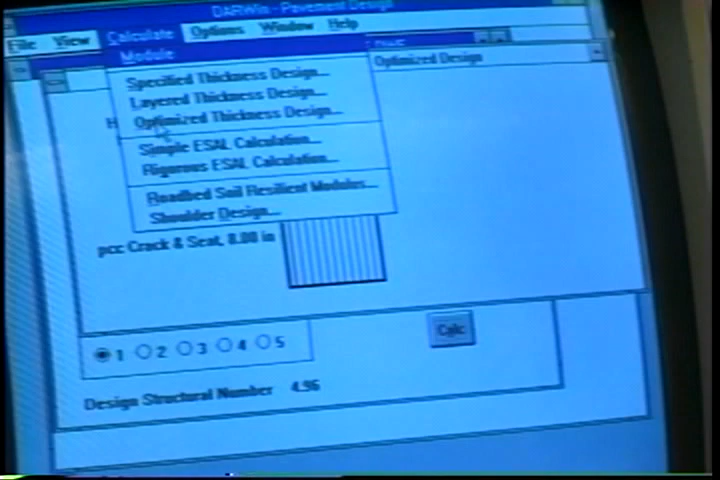 DARWin - Pavement Design
File View Calculate Options Window Help
Module
Optimized Design
Specified Thickness Design...
Layered Thickness Design...
Optimized Thickness Design...
Simple ESAL Calculation...
Rigorous ESAL Calculation...
Roadbed Soil Resilient Modulus...
Shoulder Design...
pcc Crack & Seat, 8.00 in
1 2 3 4 5
Calc
Design Structural Number 4.96